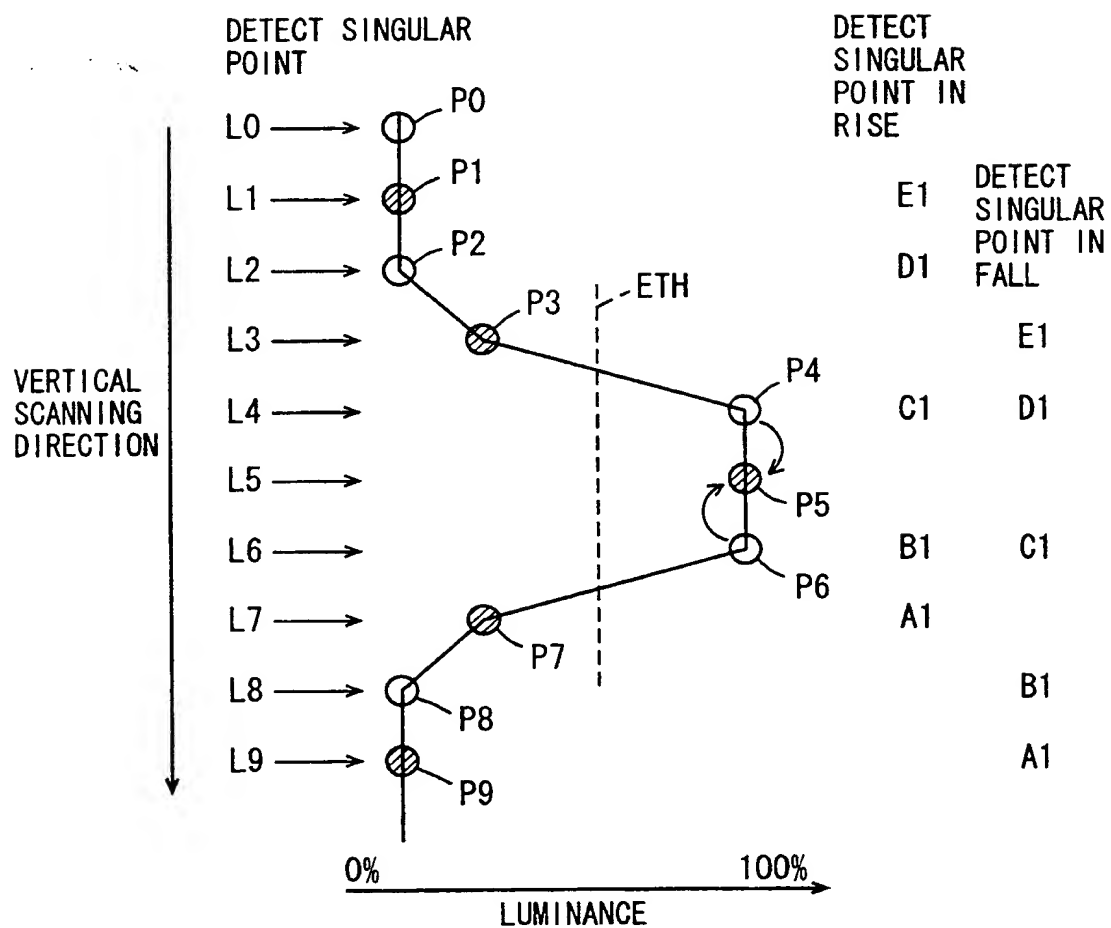 DETECT SINGULAR
POINT
DETECT
SINGULAR
POINT IN
RISE
L0
P0
L1
P1
E1
DETECT
SINGULAR
POINT IN
FALL
L2
P2
D1
ETH
L3
P3
E1
VERTICAL
SCANNING
DIRECTION
L4
P4
C1
D1
L5
P5
L6
P6
B1
C1
L7
P7
A1
L8
P8
B1
L9
P9
A1
0%
100%
LUMINANCE